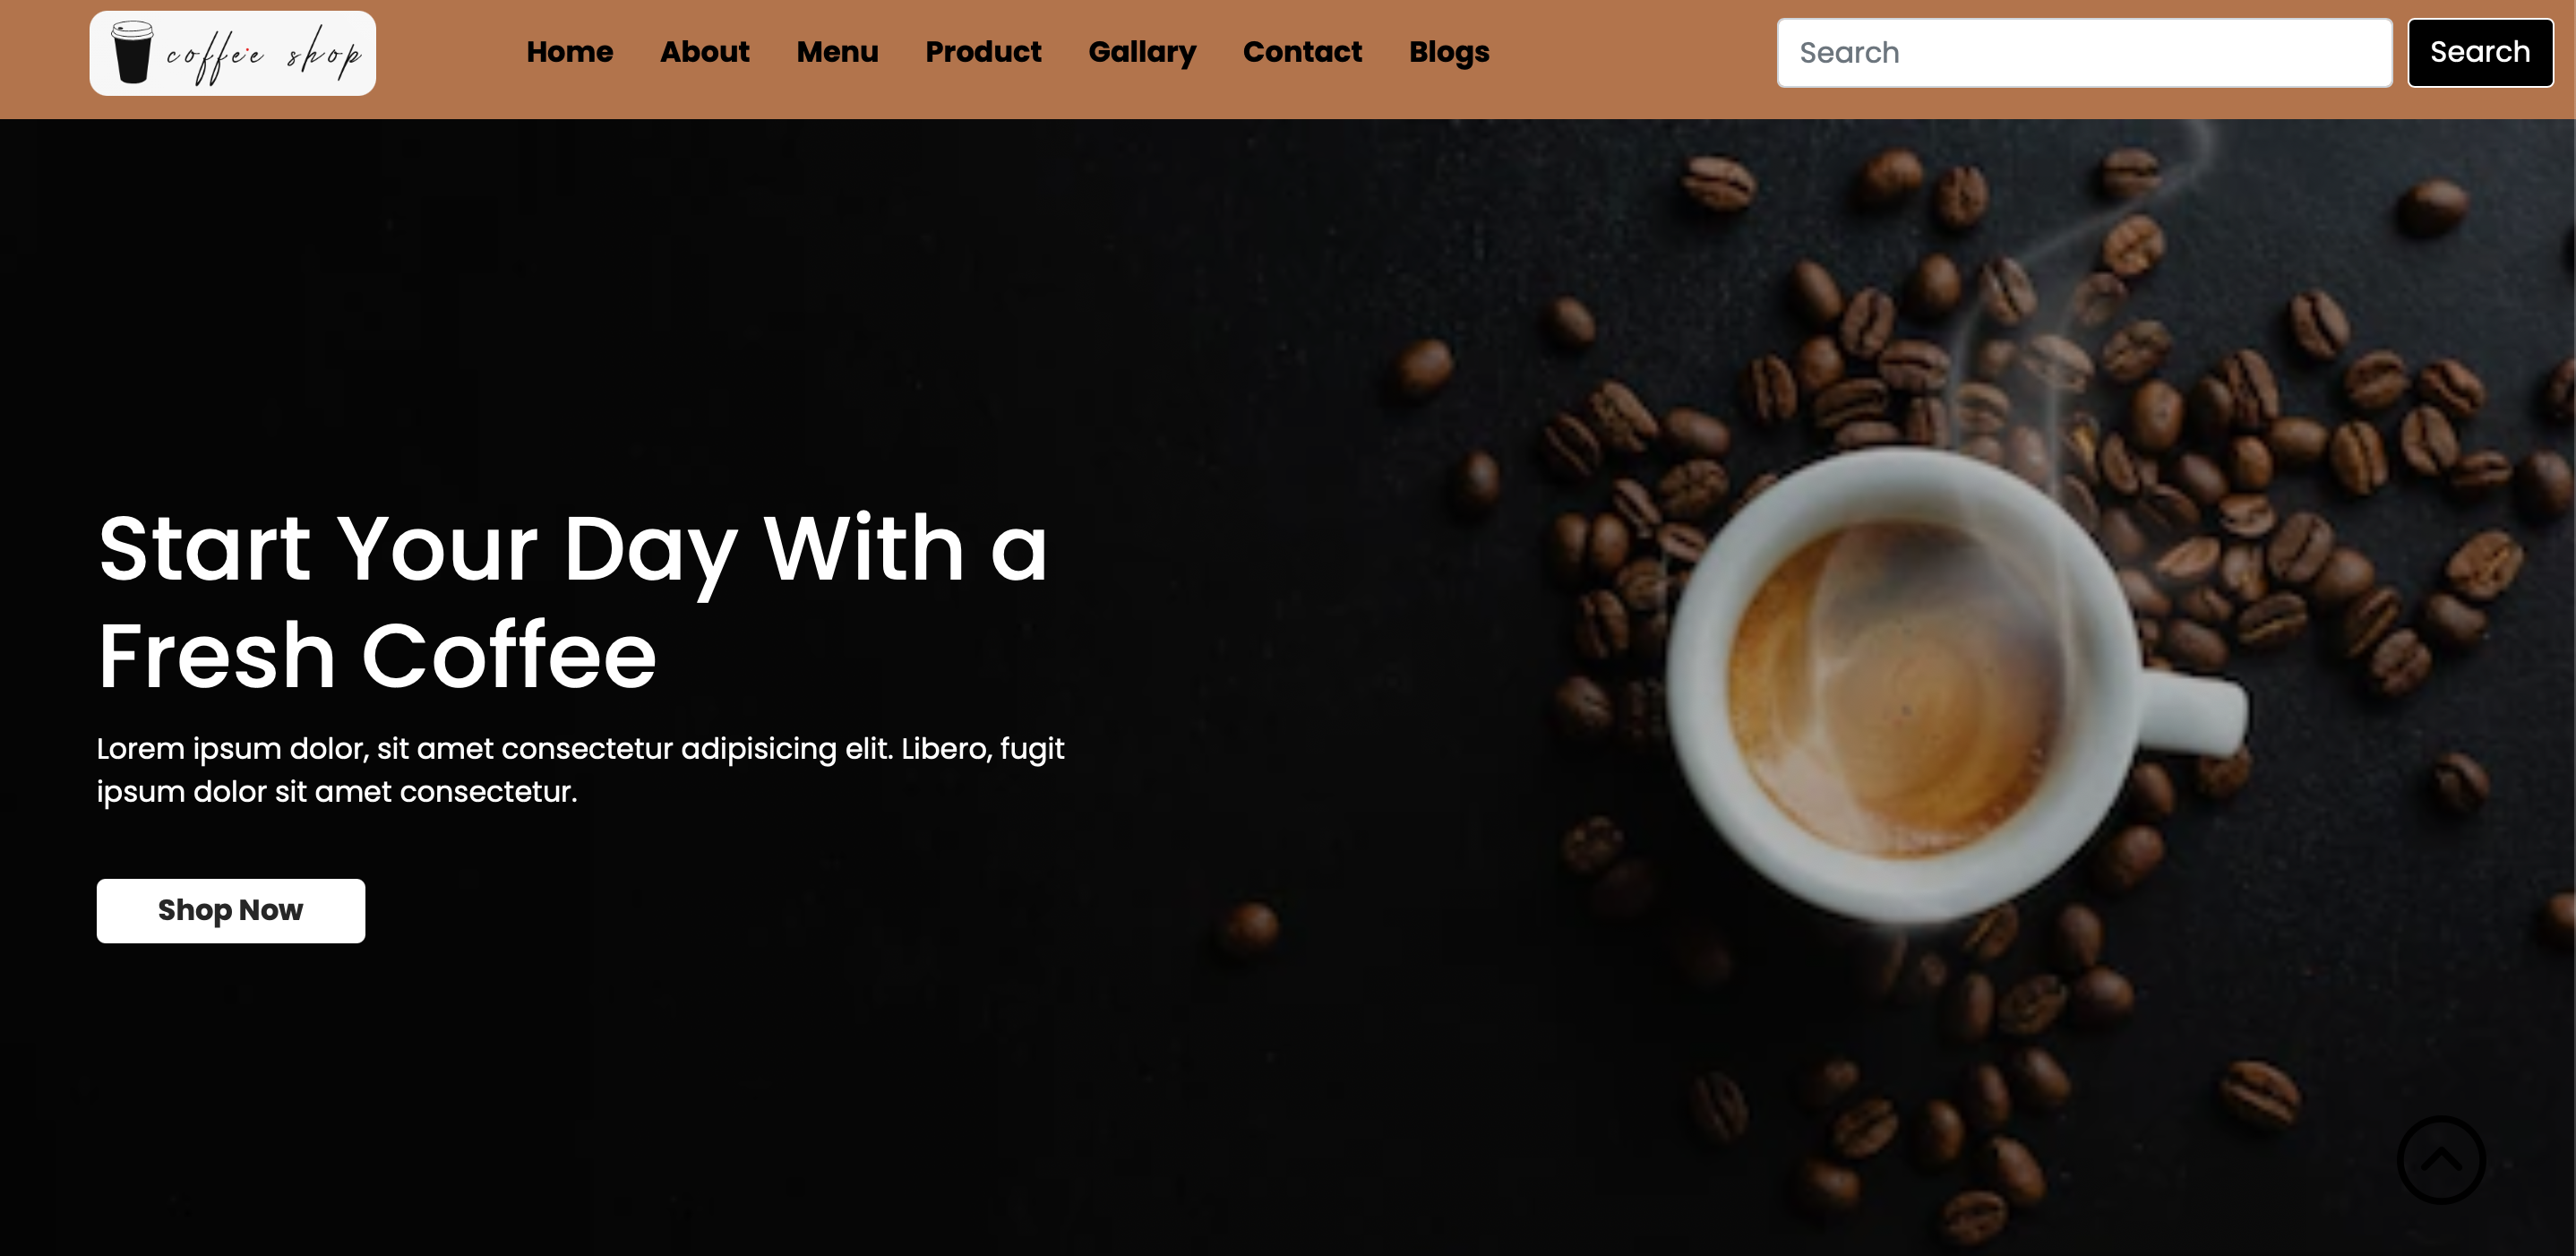 coffee shop
Home About Menu Product Gallary Contact Blogs
Search Search
Start Your Day With a
Fresh Coffee
Lorem ipsum dolor, sit amet consectetur adipisicing elit. Libero, fugit
ipsum dolor sit amet consectetur.
Shop Now